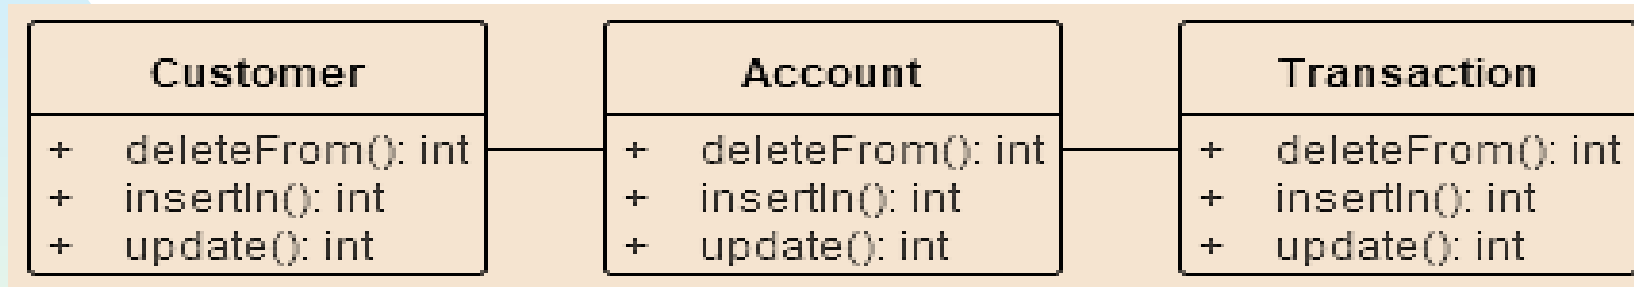 Customer
+ deleteFrom(): int
+ insertIn(): int
+ update(): int
Account
+ deleteFrom(): int
+ insertIn(): int
+ update(): int
Transaction
+ deleteFrom(): int
+ insertIn(): int
+ update(): int